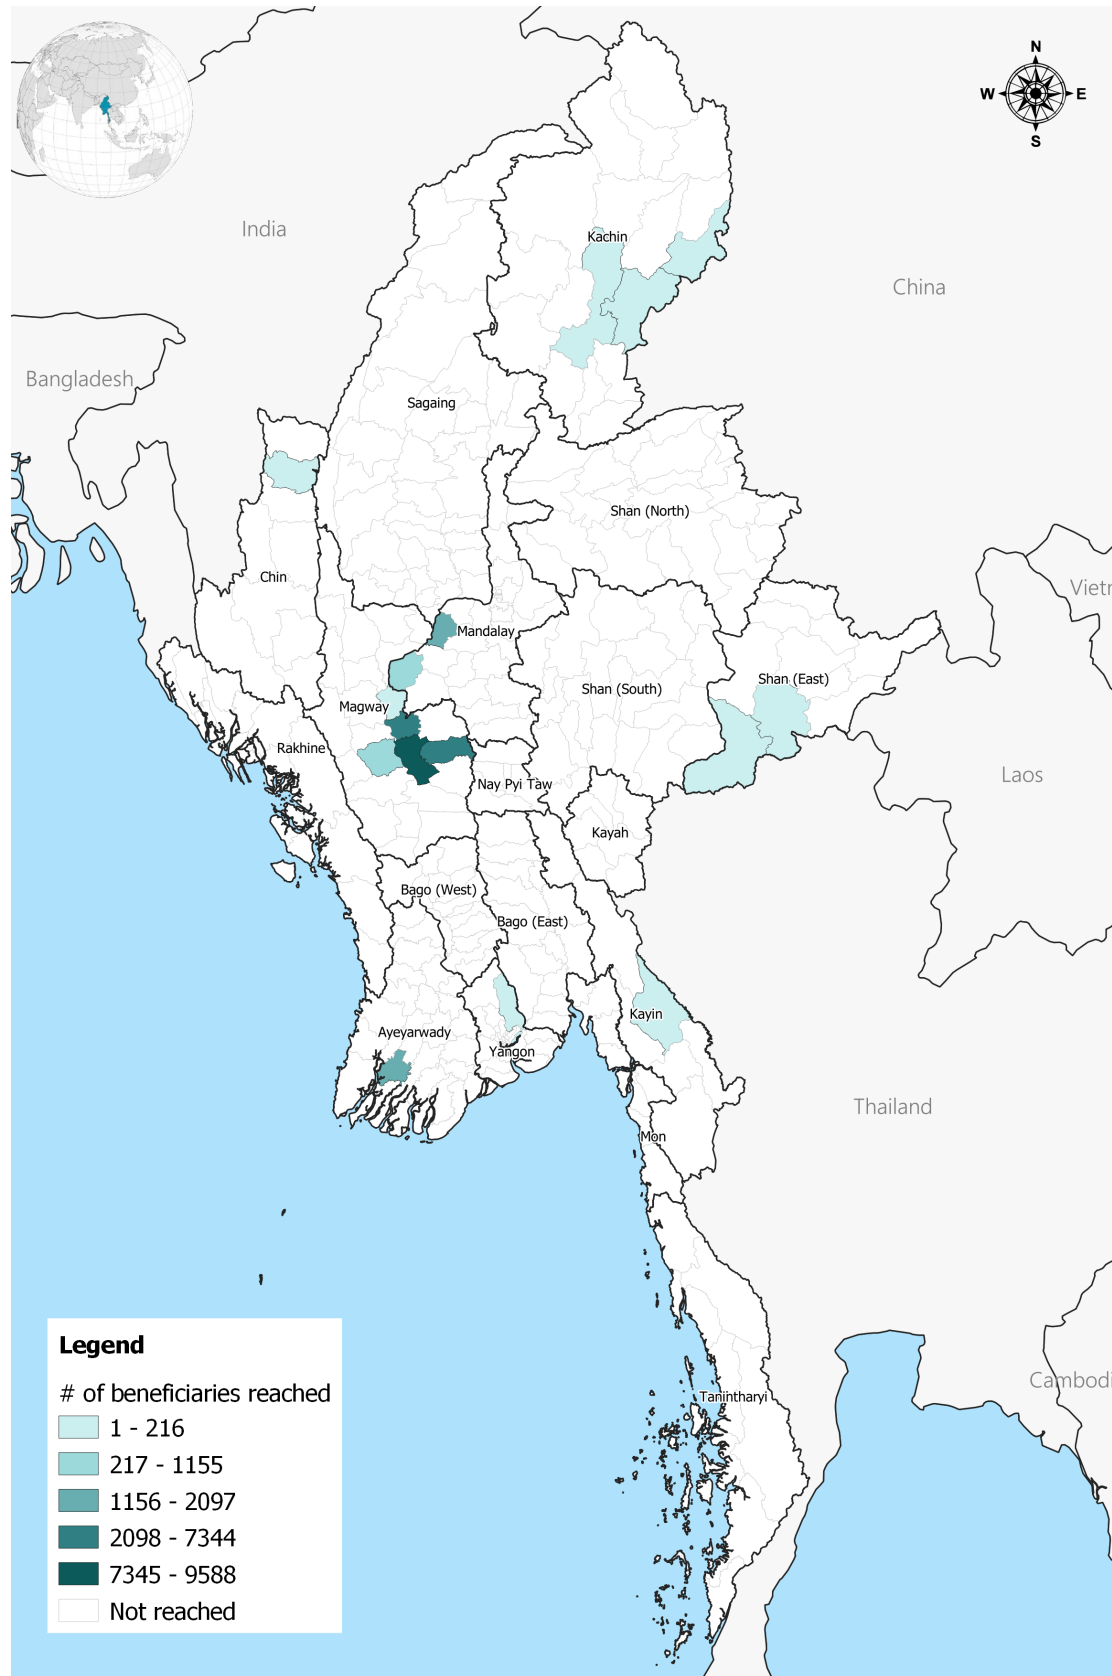 N
W
E
S
India
China
Kachin
Bangladesh
Sagaing
Shan (North)
Chin
Vietr
Mandalay
Shan (East)
Shan (South)
Magway
Rakhine
Laos
Nay Pyi Taw
Kayah
Bago (West)
Bago (East)
Kayin
Ayeyarwady
Yangon
Thailand
Mon
Legend
Cambodi
# of beneficiaries reached
Tanintharyi
1 - 216
217 - 1155
1156 - 2097
2098 - 7344
7345 - 9588
Not reached